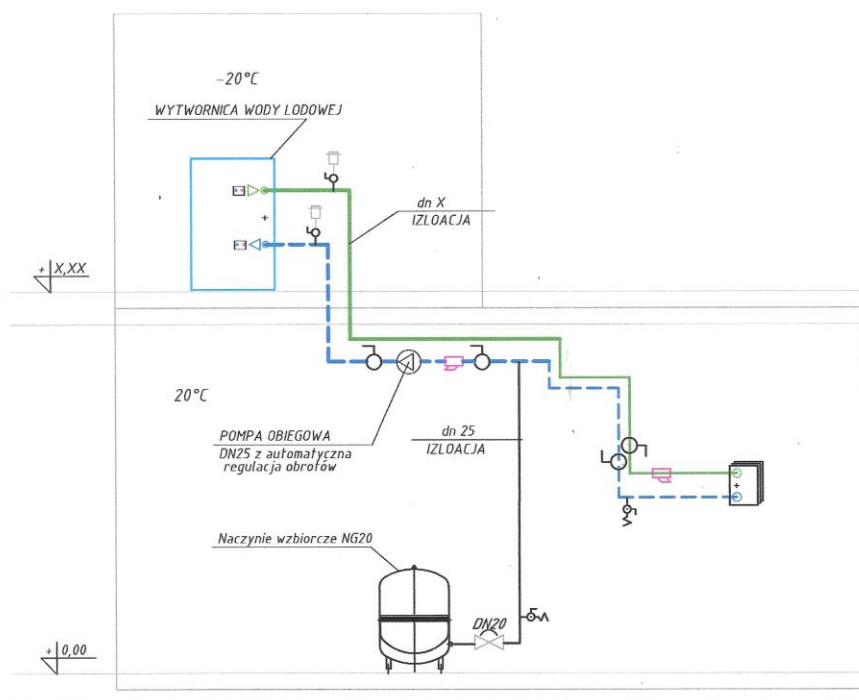 -20°C
WYTWORNICA WODY LODOWEJ
dn X
IZLOACJA
+ X,XX
20°C
POMPA OBIEGOWA
DN25 z automatyczna
regulacja obrotów
dn 25
IZLOACJA
Naczynie wzbiorcze NG20
DN20
+ 0,00